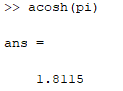 >> acosh(pi)
ans =
1.8115